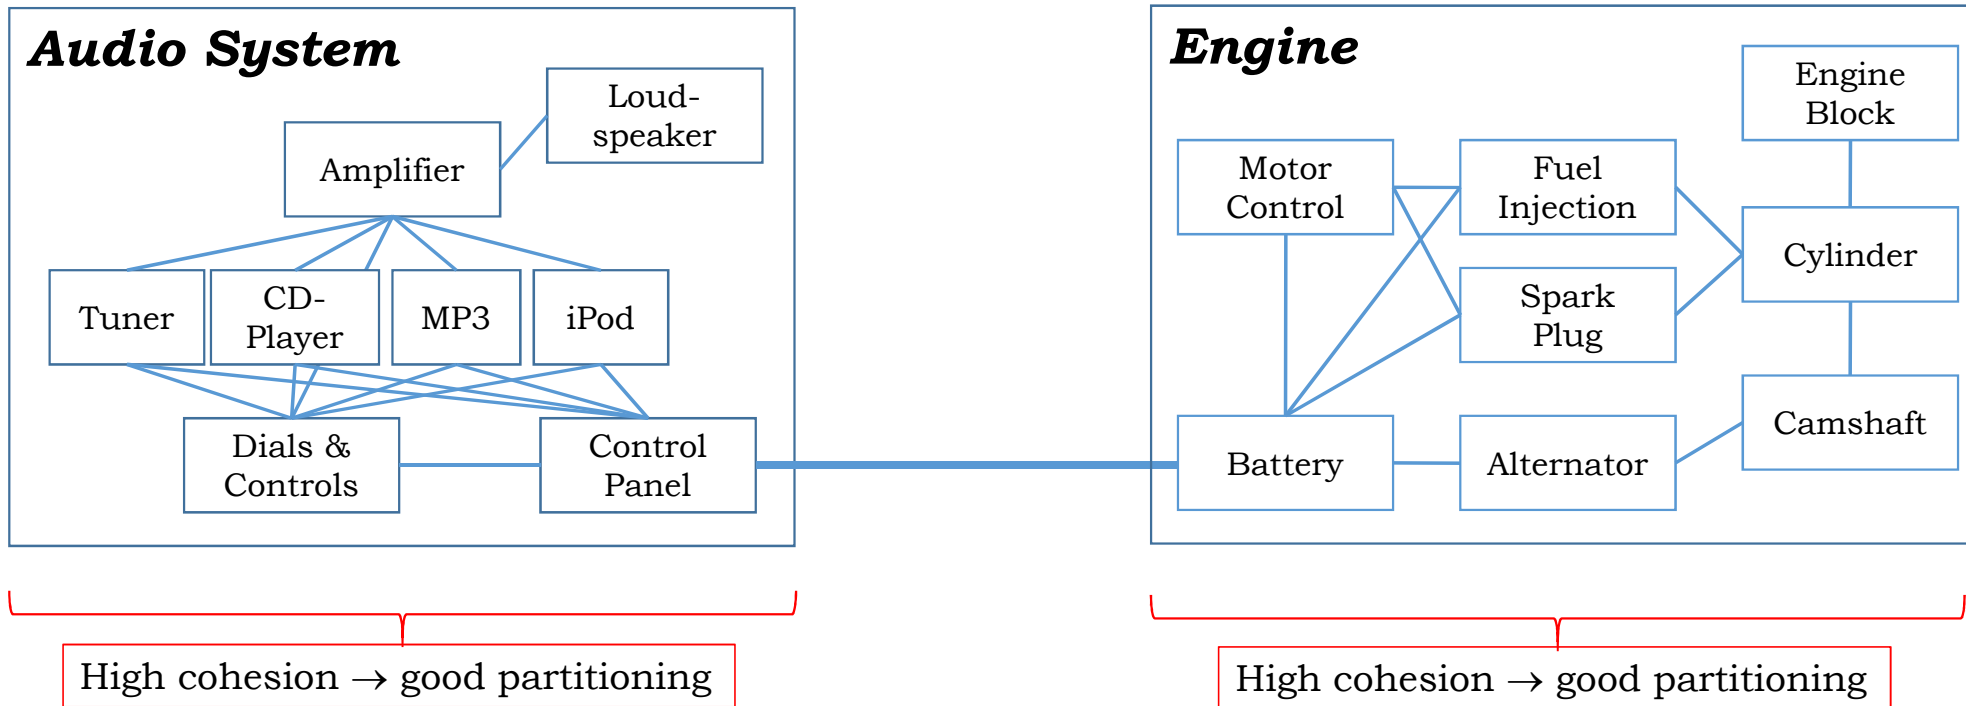 Audio System
Loud-
speaker
Amplifier
Tuner
CD-
Player
MP3
iPod
Dials &
Controls
Control
Panel
High cohesion → good partitioning
Engine
Engine
Block
Motor
Control
Fuel
Injection
Cylinder
Spark
Plug
Camshaft
Battery
Alternator
High cohesion → good partitioning